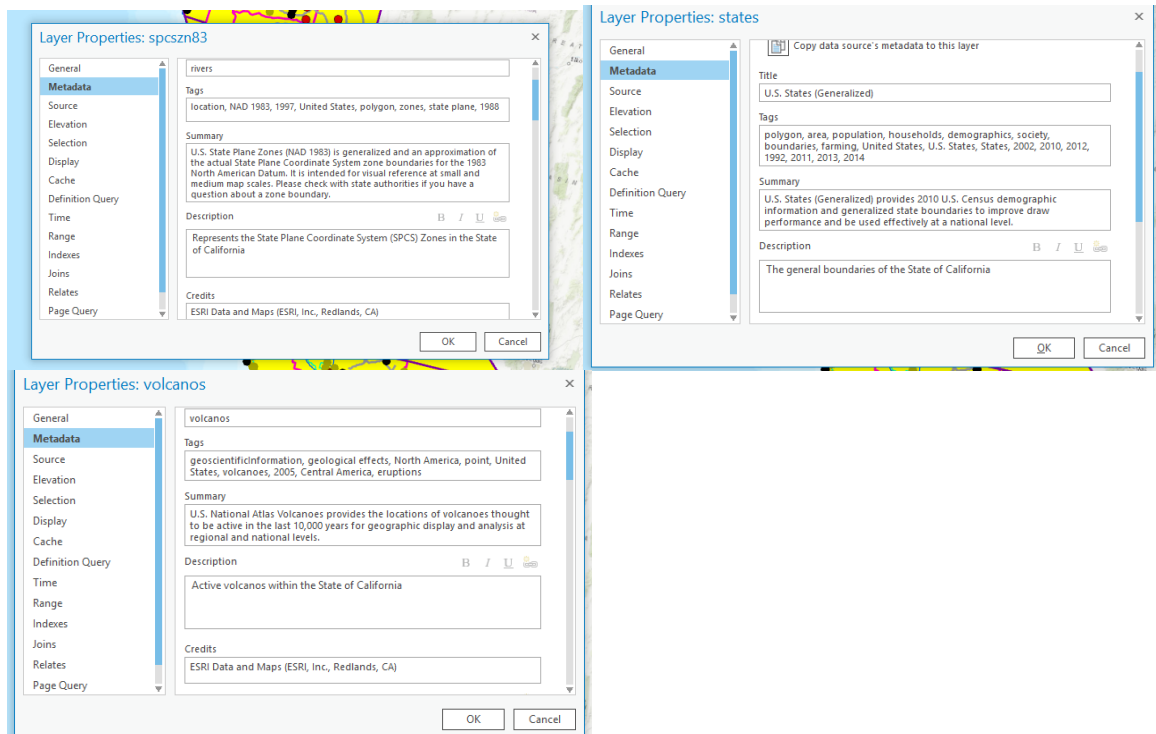 Layer Properties: spcszn83
General
Metadata
Source
Elevation
Selection
Display
Cache
Definition Query
Time
Range
Indexes
Joins
Relates
Page Query
rivers
Tags
location, NAD 1983, 1997, United States, polygon, zones, state plane, 1988
Summary
U.S. State Plane Zones (NAD 1983) is generalized and an approximation of
the actual State Plane Coordinate System zone boundaries for the 1983
North American Datum. It is intended for visual reference at small and
medium map scales. Please check with state authorities if you have a
question about a zone boundary.
Description
B I U
Represents the State Plane Coordinate System (SPCS) Zones in the State
of California
Credits
ESRI Data and Maps (ESRI, Inc., Redlands, CA)
OK
Cancel
Layer Properties: states
General
Metadata
Source
Elevation
Selection
Display
Cache
Definition Query
Time
Range
Indexes
Joins
Relates
Page Query
Copy data source's metadata to this layer
Title
U.S. States (Generalized)
Tags
polygon, area, population, households, demographics, society,
boundaries, farming, United States, U.S. States, States, 2002, 2010, 2012,
1992, 2011, 2013, 2014
Summary
U.S. States (Generalized) provides 2010 U.S. Census demographic
information and generalized state boundaries to improve draw
performance and be used effectively at a national level.
Description
B I U
The general boundaries of the State of California
OK
Cancel
Layer Properties: volcanos
General
Metadata
Source
Elevation
Selection
Display
Cache
Definition Query
Time
Range
Indexes
Joins
Relates
Page Query
volcanos
Tags
geoscientificInformation, geological effects, North America, point, United
States, volcanoes, 2005, Central America, eruptions
Summary
U.S. National Atlas Volcanoes provides the locations of volcanoes thought
to be active in the last 10,000 years for geographic display and analysis at
regional and national levels.
Description
B I U
Active volcanos within the State of California
Credits
ESRI Data and Maps (ESRI, Inc., Redlands, CA)
OK
Cancel